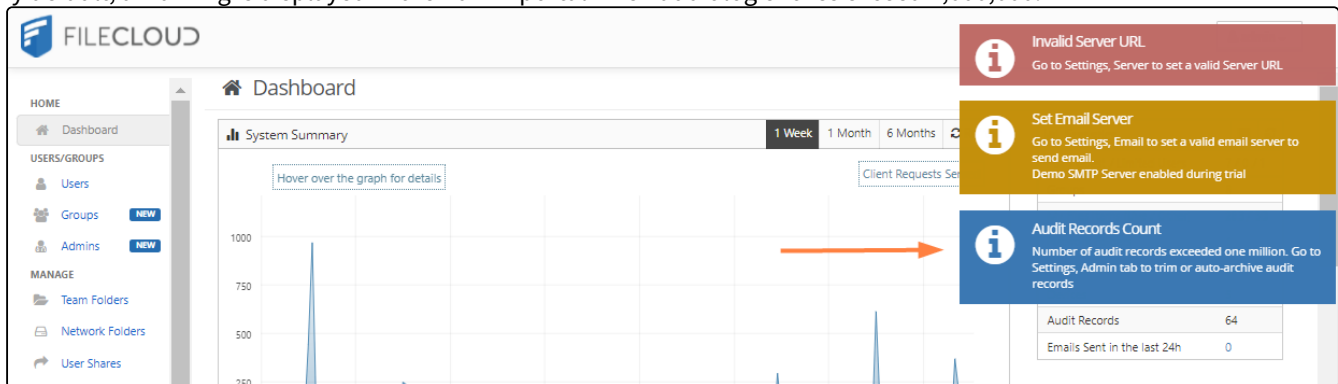 FILECLOUD
HOME
Dashboard
USERS/GROUPS
Users
Groups NEW
Admins NEW
MANAGE
Team Folders
Network Folders
User Shares
Dashboard
System Summary
1 Week 1 Month 6 Months
Hover over the graph for details
Client Requests
1000
750
500
250
Invalid Server URL
Go to Settings, Server to set a valid Server URL
Set Email Server
Go to Settings, Email to set a valid email server to
send email.
Demo SMTP Server enabled during trial
Audit Records Count
Number of audit records exceeded one million. Go to
Settings, Admin tab to trim or auto-archive audit
records
Audit Records 64
Emails Sent in the last 24h 0